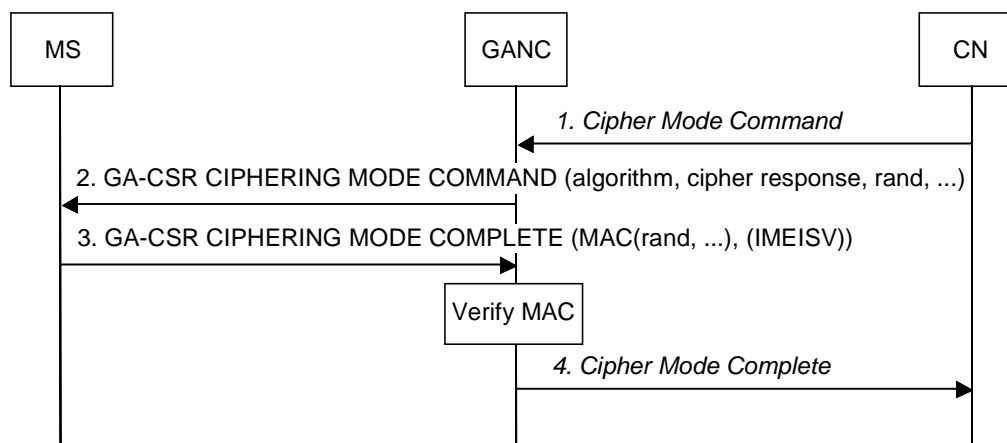 MS
GANC
CN
1. Cipher Mode Command
2. GA-CSR CIPHERING MODE COMMAND (algorithm, cipher response, rand, ...)
3. GA-CSR CIPHERING MODE COMPLETE (MAC(rand, ...), (IMEISV))
Verify MAC
4. Cipher Mode Complete